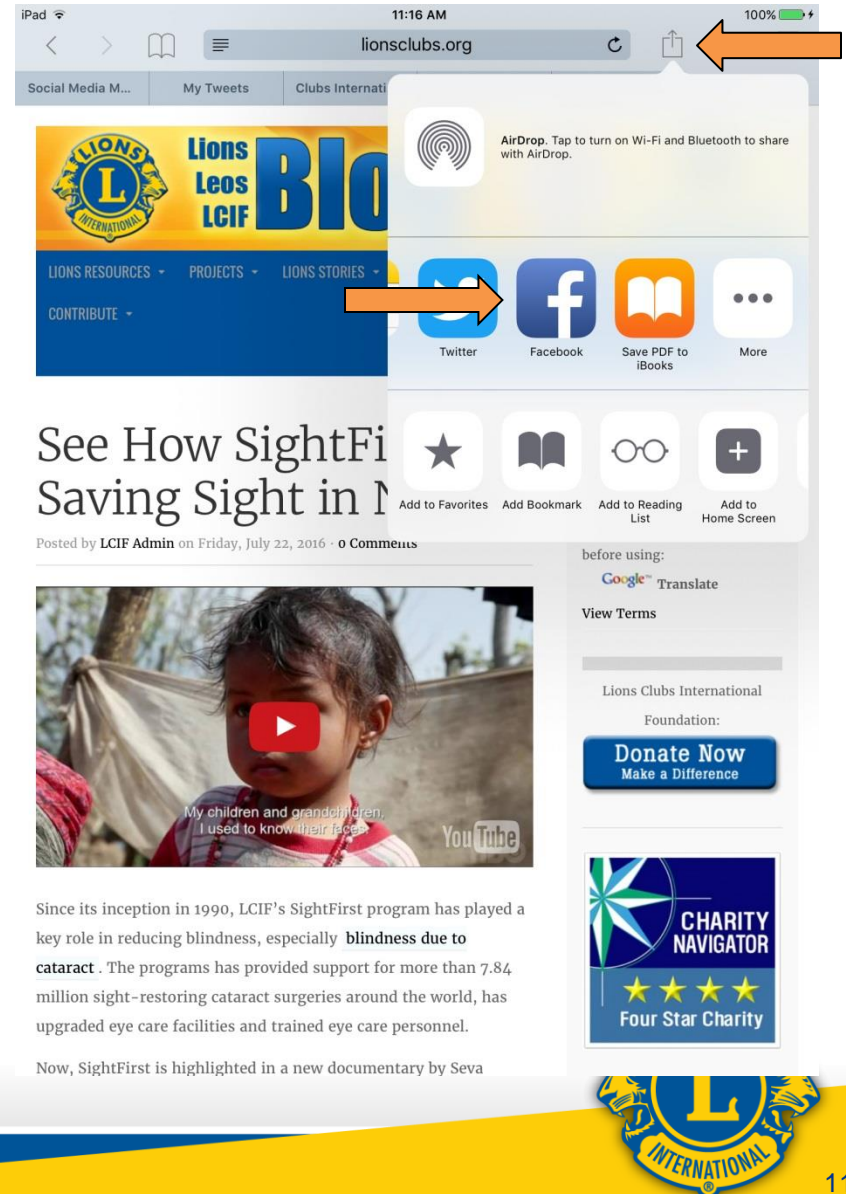 iPad
11:16 AM
100%
lionsclubs.org
Social Media M...
My Tweets
Clubs Internati
AirDrop. Tap to turn on Wi-Fi and Bluetooth to share
with AirDrop.
LIONS
L
INTERNATIONAL
Lions
Leos
LCIF
Blo
LIONS RESOURCES
PROJECTS
LIONS STORIES
CONTRIBUTE
Twitter
Facebook
Save PDF to
iBooks
More
Add to Favorites
Add Bookmark
Add to Reading
List
Add to
Home Screen
See How SightFi
Saving Sight in N
Posted by LCIF Admin on Friday, July 22, 2016 · 0 Comments
before using:
Google™ Translate
View Terms
My children and grandchildren,
I used to know their faces.
YouTube
Lions Clubs International
Foundation:
Donate Now
Make a Difference
CHARITY
NAVIGATOR
Four Star Charity
Since its inception in 1990, LCIF's SightFirst program has played a
key role in reducing blindness, especially blindness due to
cataract . The programs has provided support for more than 7.84
million sight-restoring cataract surgeries around the world, has
upgraded eye care facilities and trained eye care personnel.
Now, SightFirst is highlighted in a new documentary by Seva
L
INTERNATIONAL
®
11